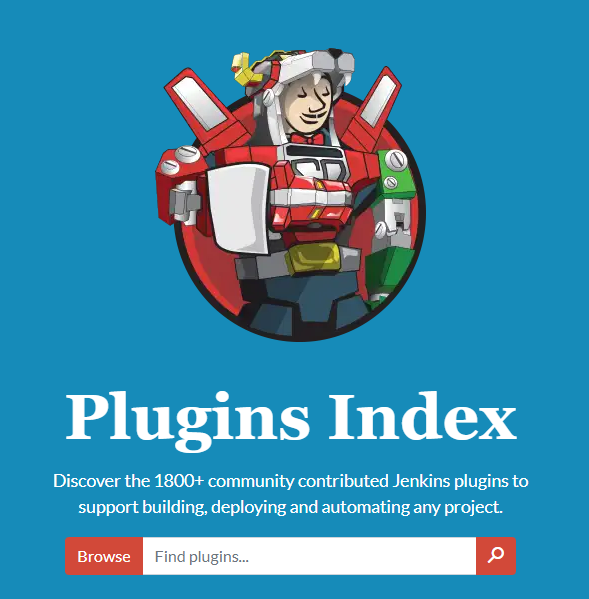 Plugins Index
Discover the 1800+ community contributed Jenkins plugins to
support building, deploying and automating any project.
Browse Find plugins...